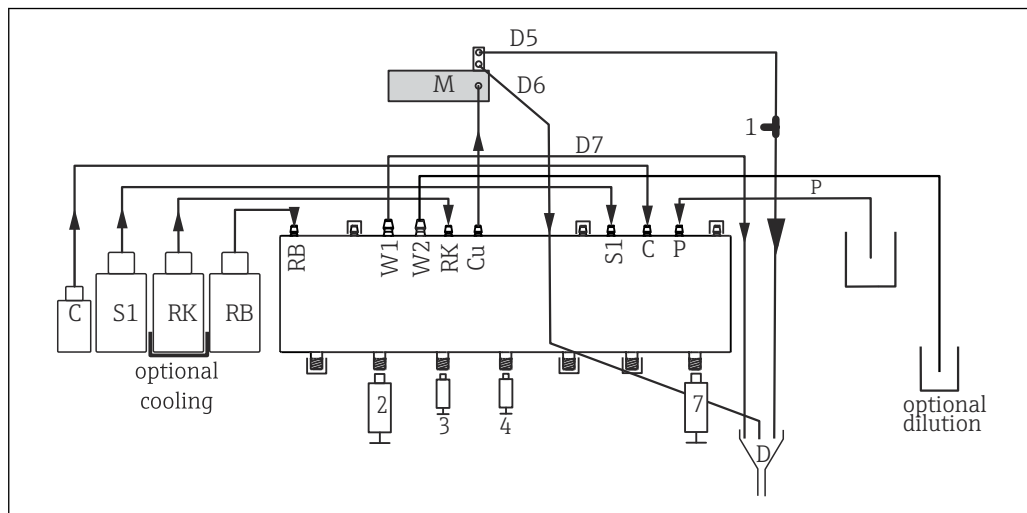 D5
M
D6
1
D7
P
RB
W1
W2
RK
Cu
S1
C
P
C
S1
RK
RB
optional
cooling
2
3
4
7
optional
dilution
D